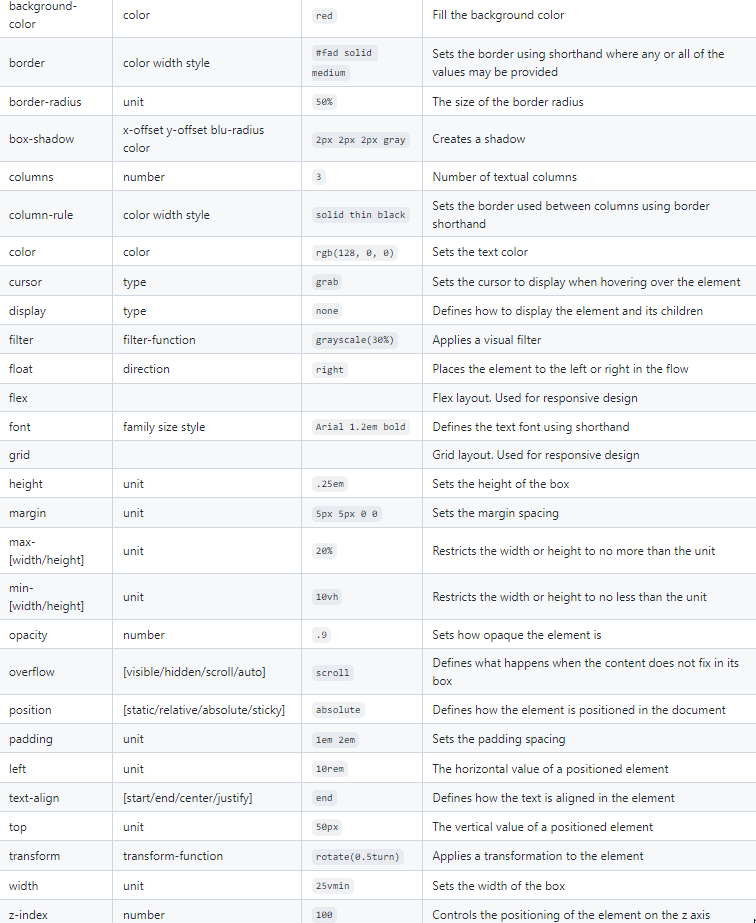 background-
color
color
red
Fill the background color
border
color width style
#fad solid
medium
Sets the border using shorthand where any or all of the
values may be provided
border-radius
unit
50%
The size of the border radius
box-shadow
x-offset y-offset blu-radius
color
2px 2px 2px gray
Creates a shadow
columns
number
3
Number of textual columns
column-rule
color width style
solid thin black
Sets the border used between columns using border
shorthand
color
color
rgb(128, 0, 0)
Sets the text color
cursor
type
grab
Sets the cursor to display when hovering over the element
display
type
none
Defines how to display the element and its children
filter
filter-function
grayscale(30%)
Applies a visual filter
float
direction
right
Places the element to the left or right in the flow
flex
Flex layout. Used for responsive design
font
family size style
Arial 1.2em bold
Defines the text font using shorthand
grid
Grid layout. Used for responsive design
height
unit
.25em
Sets the height of the box
margin
unit
5px 5px 0 0
Sets the margin spacing
max-
[width/height]
unit
20%
Restricts the width or height to no more than the unit
min-
[width/height]
unit
10vh
Restricts the width or height to no less than the unit
opacity
number
.9
Sets how opaque the element is
overflow
[visible/hidden/scroll/auto]
scroll
Defines what happens when the content does not fix in its
box
position
[static/relative/absolute/sticky]
absolute
Defines how the element is positioned in the document
padding
unit
1em 2em
Sets the padding spacing
left
unit
10rem
The horizontal value of a positioned element
text-align
[start/end/center/justify]
end
Defines how the text is aligned in the element
top
unit
50px
The vertical value of a positioned element
transform
transform-function
rotate(0.5turn)
Applies a transformation to the element
width
unit
25vmin
Sets the width of the box
z-index
number
100
Controls the positioning of the element on the z axis